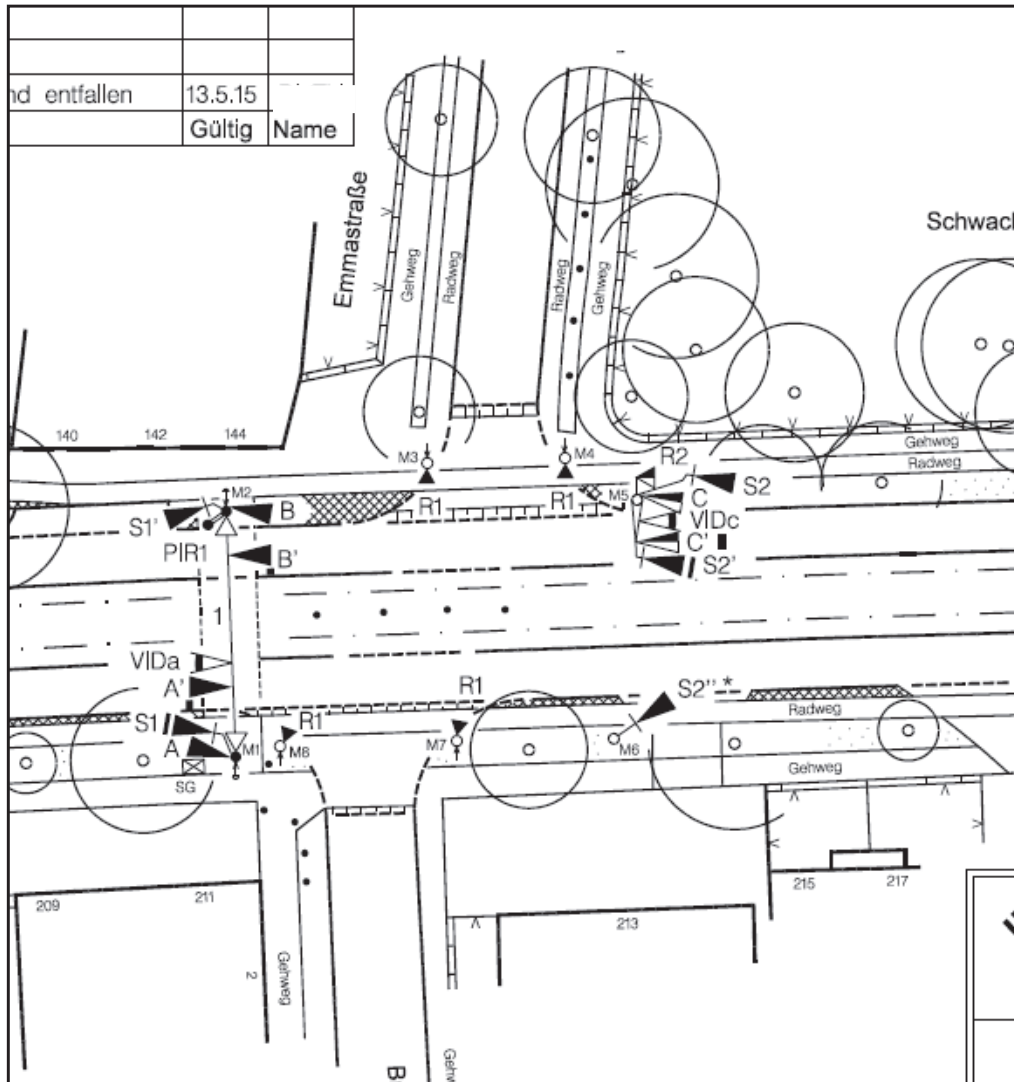 nd entfallen 13.5.15
Gültig Name
Emmastraße
Gehweg
Radweg
Radweg
Gehweg
Schwach
140 142 144
Gehweg
Radweg
M3
M4
R2
M2
M5
S2
S1'
B
R1
R1
C
VIDc
PIR1
B'
C'
S2'
1
VIDa
A'
R1
S2'' *
Radweg
S1
R1
A
M1
M8
M7
M6
SG
Gehweg
209
211
213
215
217
2
Gehweg